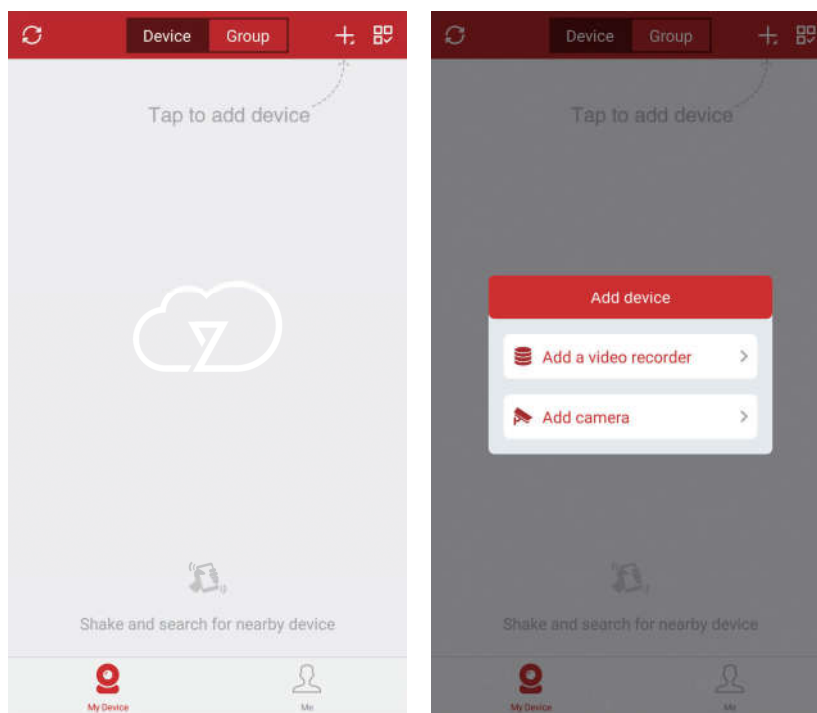 Device Group
Tap to add device
Shake and search for nearby device
My Device Me
Device Group
Tap to add device
Add device
Add a video recorder
Add camera
Shake and search for nearby device
My Device Me